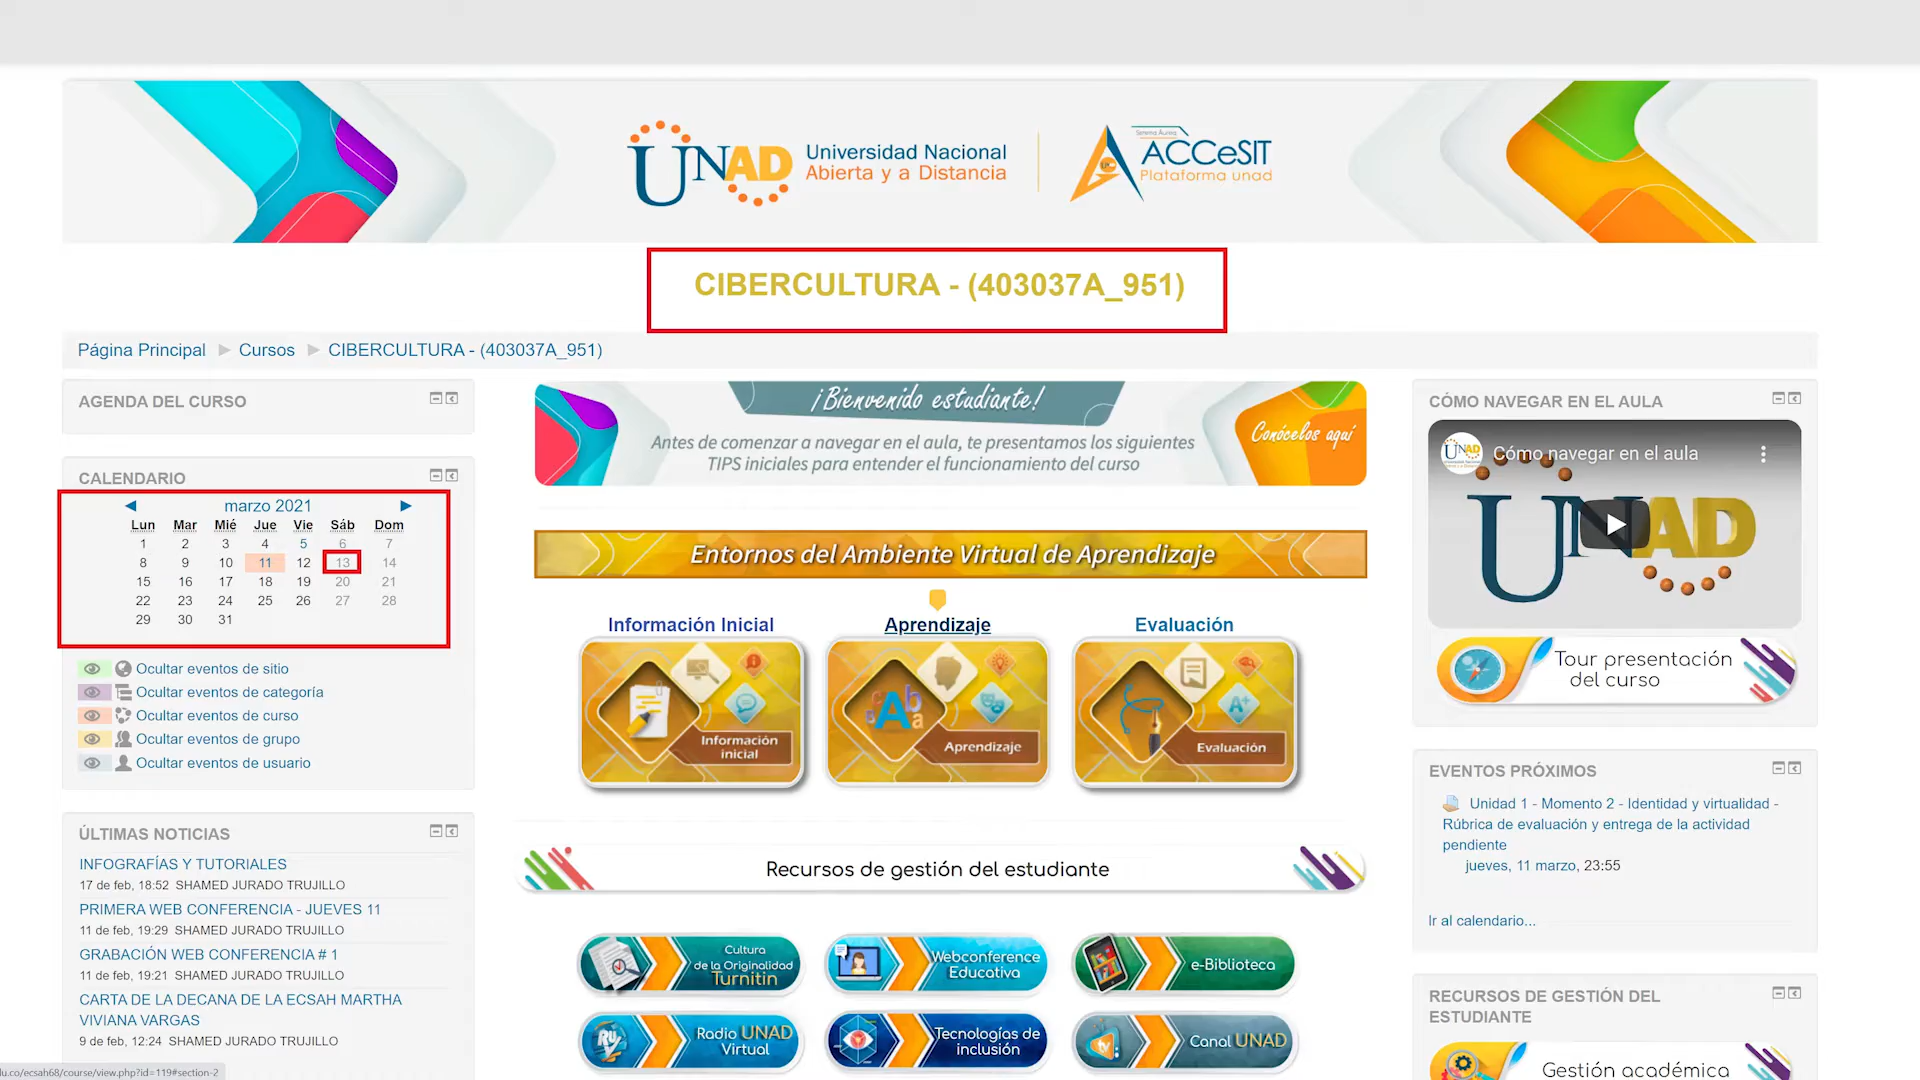 UNAD
Universidad Nacional
Abierta y a Distancia
ACCeSIT
Plataforma unad
CIBERCULTURA - (403037A_951)
Página Principal
Cursos
CIBERCULTURA - (403037A_951)
AGENDA DEL CURSO
CALENDARIO
marzo 2021
Lun Mar Mié Jue Vie Sáb Dom
1 2 3 4 5 6 7
8 9 10 11 12 13 14
15 16 17 18 19 20 21
22 23 24 25 26 27 28
29 30 31
Ocultar eventos de sitio
Ocultar eventos de categoría
Ocultar eventos de curso
Ocultar eventos de grupo
Ocultar eventos de usuario
ÚLTIMAS NOTICIAS
INFOGRAFÍAS Y TUTORIALES
17 de feb, 18:52 SHAMED JURADO TRUJILLO
PRIMERA WEB CONFERENCIA - JUEVES 11
11 de feb, 19:29 SHAMED JURADO TRUJILLO
GRABACIÓN WEB CONFERENCIA # 1
11 de feb, 19:21 SHAMED JURADO TRUJILLO
CARTA DE LA DECANA DE LA ECSAH MARTHA
VIVIANA VARGAS
9 de feb, 12:24 SHAMED JURADO TRUJILLO
¡Bienvenido estudiante!
Antes de comenzar a navegar en el aula, te presentamos los siguientes
TIPS iniciales para entender el funcionamiento del curso
Conócelos aquí
Entornos del Ambiente Virtual de Aprendizaje
Información Inicial
Aprendizaje
Evaluación
Información
inicial
Aprendizaje
Evaluación
Recursos de gestión del estudiante
Cultura
de la Originalidad
Turnitin
Webconference
Educativa
e-Biblioteca
Radio UNAD
Virtual
Tecnologías de
inclusión
Canal UNAD
CÓMO NAVEGAR EN EL AULA
Cómo navegar en el aula
UNAD
Tour presentación
del curso
EVENTOS PRÓXIMOS
Unidad 1 - Momento 2 - Identidad y virtualidad -
Rúbrica de evaluación y entrega de la actividad
pendiente
jueves, 11 marzo, 23:55
Ir al calendario...
RECURSOS DE GESTIÓN DEL
ESTUDIANTE
Gestión académica
lu.co/ecsah68/course/view.php?id=119#section-2